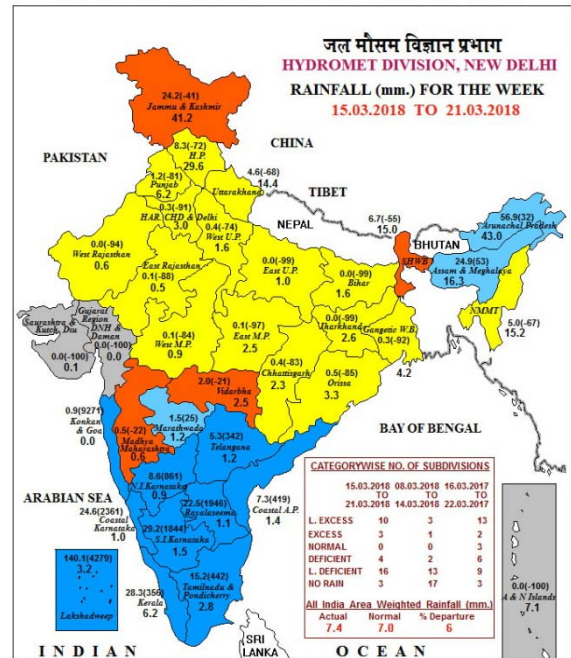 जल मौसम विज्ञान प्रभाग
HYDROMET DIVISION, NEW DELHI
RAINFALL (mm.) FOR THE WEEK
15.03.2018 TO 21.03.2018
24.2(-41)
Jammu & Kashmir
41.2
8.3(-72)
H.P.
29.6
CHINA
PAKISTAN
1.2(-81)
Punjab
6.2
4.6(-68)
Uttarakhand
14.4
TIBET
0.3(-91)
HAR. CHD & Delhi
3.0
0.4(-74)
West U.P.
1.6
NEPAL
6.7(-55)
15.0
SHWB
BHUTAN
56.9(32)
Arunachal Pradesh
43.0
24.9(53)
Assam & Meghalaya
16.3
0.0(-94)
West Rajasthan
0.6
East Rajasthan
0.1(-88)
0.5
0.0(-99)
East U.P.
1.0
0.0(-99)
Bihar
1.6
NMMT
5.0(-67)
15.2
Saurashtra &
Kutch, Diu
0.0(-100)
0.1
Gujarat
Region
DNH &
Daman
0.0(-100)
0.0
0.1(-84)
West M.P.
0.9
0.1(-97)
East M.P.
2.5
0.0(-99)
Jharkhand
2.6
Gangetic W.B.
0.3(-92)
4.2
0.4(-83)
Chhattisgarh
2.3
0.5(-85)
Orissa
3.3
2.0(-21)
Vidarbha
2.5
0.9(9271)
Konkan
& Goa
0.0
0.5(-22)
Madhya
Maharashtra
0.6
1.5(25)
Marathwada
1.2
5.3(342)
Telangana
1.2
BAY OF BENGAL
ARABIAN SEA
8.6(861)
N.I.Karnataka
0.9
24.6(2361)
Coastal
Karnataka
1.0
22.5(1946)
Rayalaseema
1.1
7.3(419)
Coastal A.P.
1.4
29.2(1844)
S.I.Karnataka
1.5
140.1(4279)
3.2
Lakshadweep
28.3(356)
Kerala
6.2
15.2(442)
Tamilnadu &
Pondicherry
2.8
CATEGORYWISE NO. OF SUBDIVISIONS
15.03.2018 08.03.2018 16.03.2017
TO TO TO
21.03.2018 14.03.2018 22.03.2017
L. EXCESS 10 3 13
EXCESS 3 1 2
NORMAL 0 0 3
DEFICIENT 4 2 6
L. DEFICIENT 16 13 9
NO RAIN 3 17 3
All India Area Weighted Rainfall (mm.)
Actual Normal % Departure
7.4 7.0 6
0.0(-100)
A & N Islands
7.1
SRI
LANKA
INDIAN OCEAN